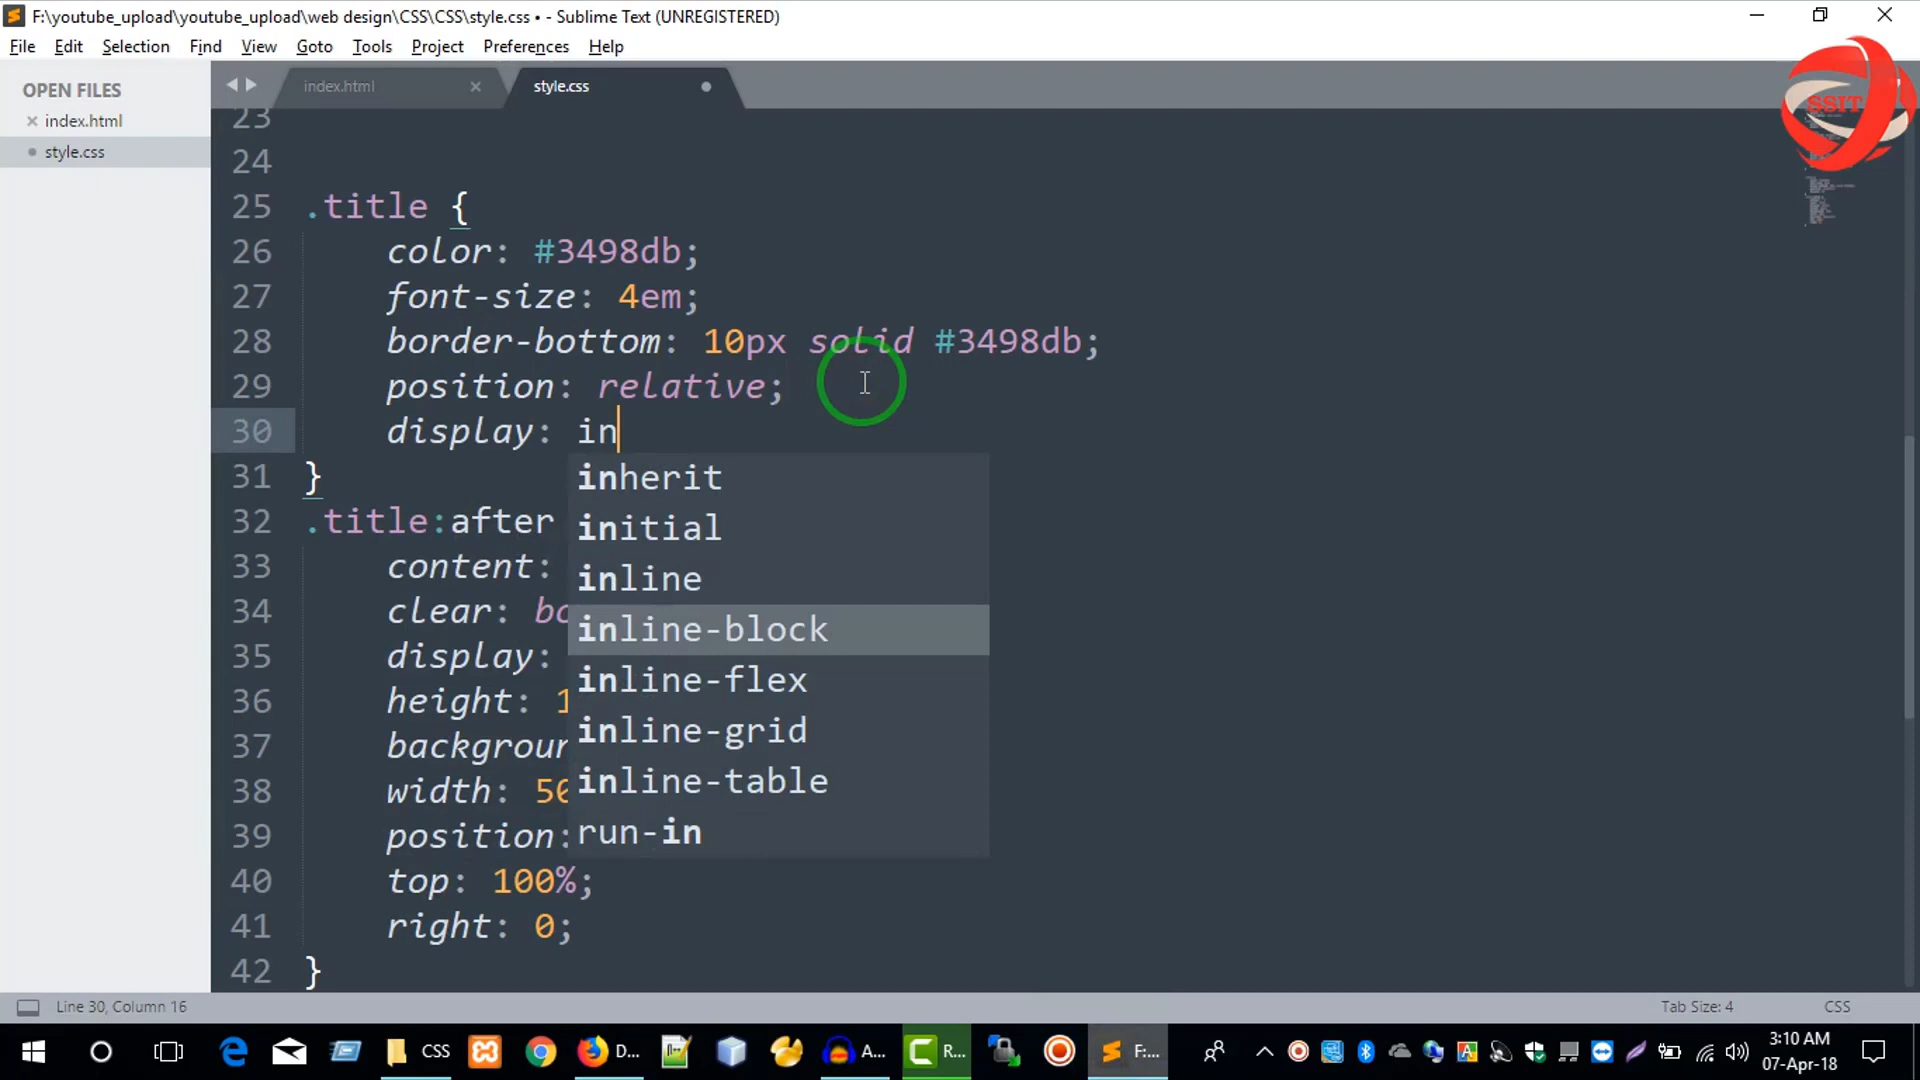 F:\youtube_upload\youtube_upload\web design\CSS\CSS\style.css • - Sublime Text (UNREGISTERED)
File Edit Selection Find View Goto Tools Project Preferences Help
OPEN FILES
index.html
style.css
index.html
style.css
SSIT
23
24
25 .title {
26 color: #3498db;
27 font-size: 4em;
28 border-bottom: 10px solid #3498db;
29 position: relative;
30 display: in
31 }
32 .title:after
33 content:
34 clear: bo
35 display:
36 height: 1
37 backgroun
38 width: 50
39 position:
40 top: 100%;
41 right: 0;
42 }
inherit
initial
inline
inline-block
inline-flex
inline-grid
inline-table
run-in
Line 30, Column 16
Tab Size: 4
CSS
CSS
D...
A...
R...
F:...
3:10 AM
07-Apr-18